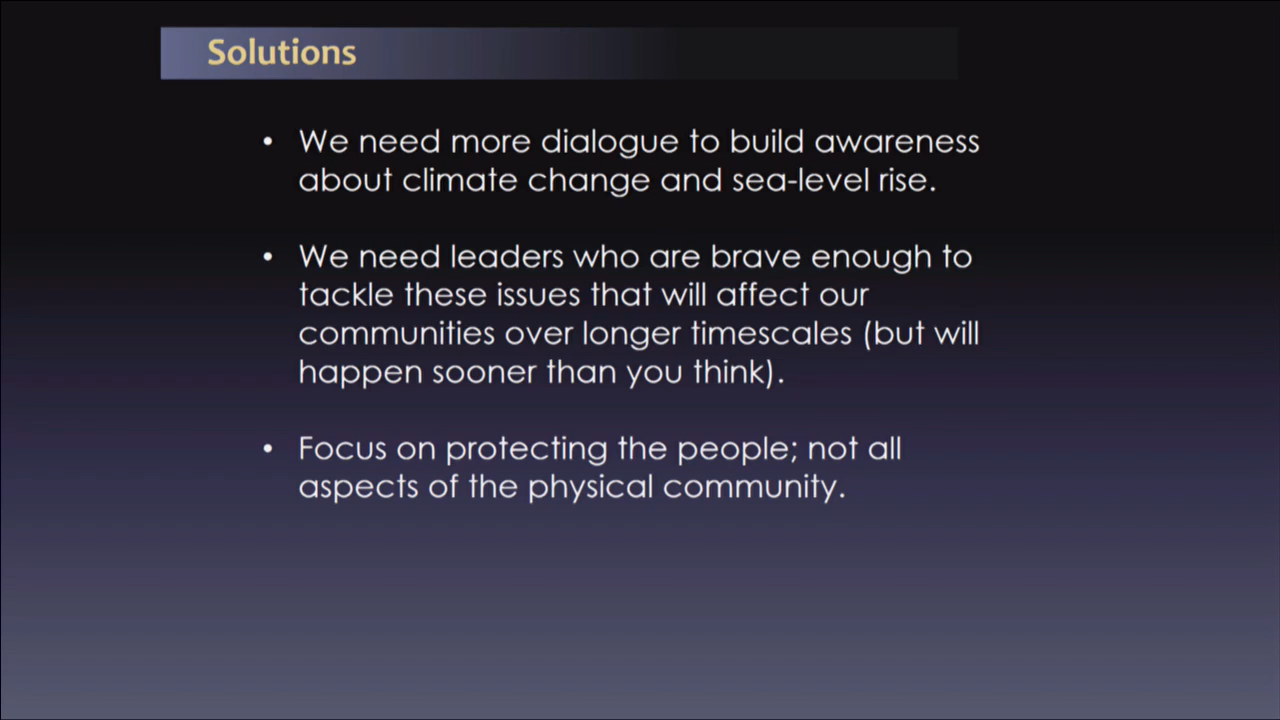 Solutions
• We need more dialogue to build awareness
about climate change and sea-level rise.
• We need leaders who are brave enough to
tackle these issues that will affect our
communities over longer timescales (but will
happen sooner than you think).
• Focus on protecting the people; not all
aspects of the physical community.